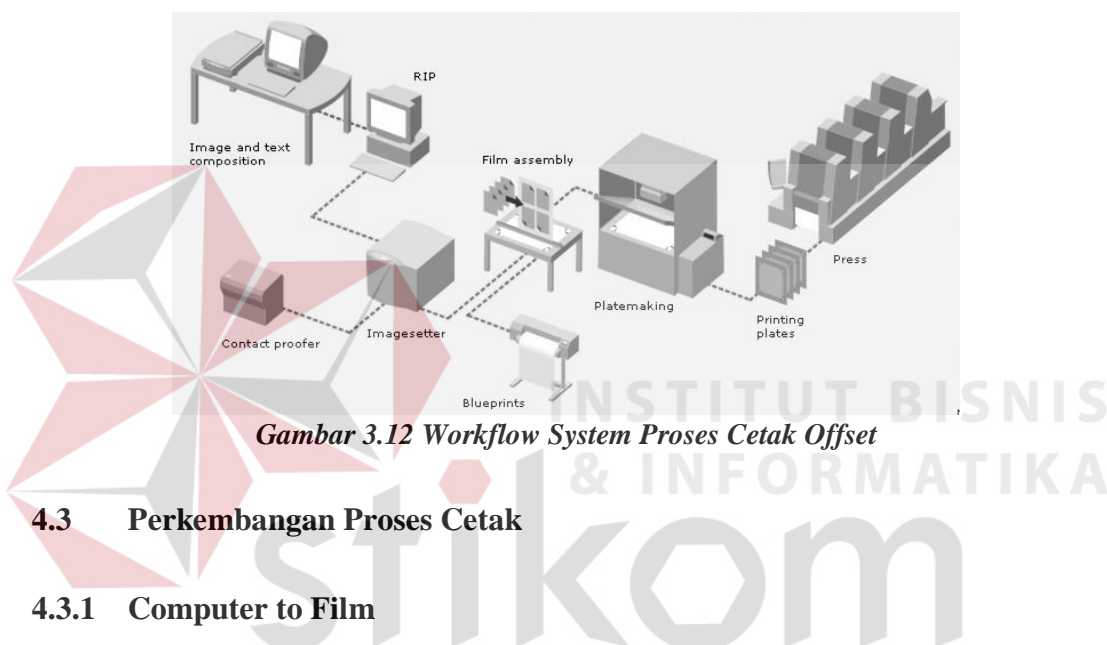 RIP
Image and text
composition
Film assembly
Press
Platemaking
Printing
plates
Imagesetter
Contact proofer
Blueprints
INSTITUT BISNIS
Gambar 3.12 Workflow System Proses Cetak Offset
& INFORMATIKA
stikom
4.3 Perkembangan Proses Cetak
4.3.1 Computer to Film